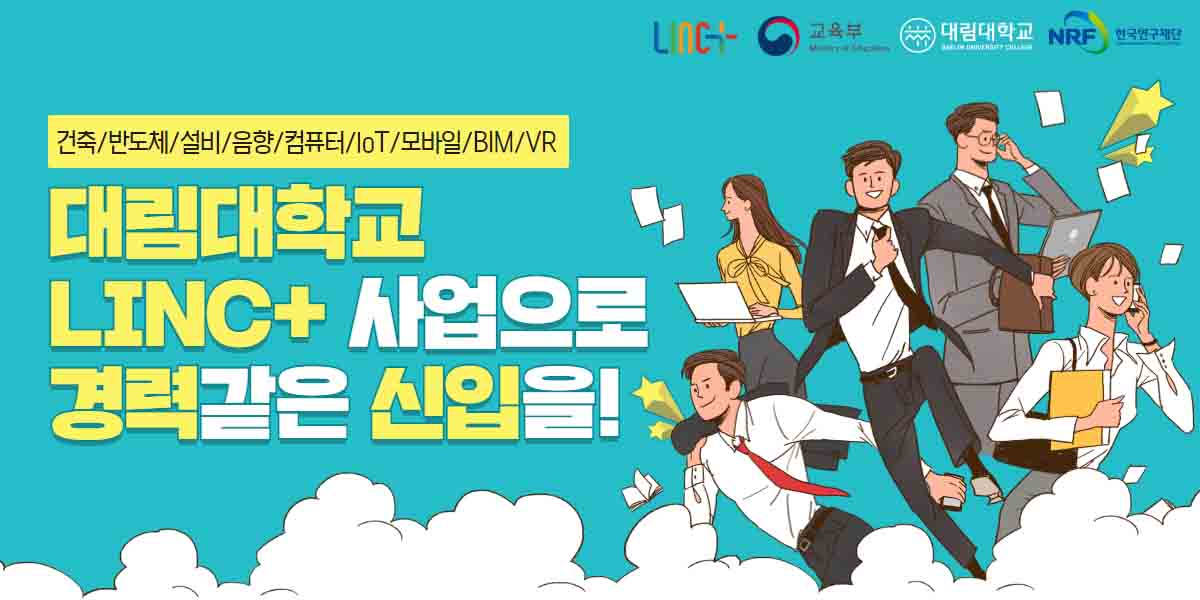 LINC+
교육부
Ministry of Education
대림대학교
DAELIM UNIVERSITY COLLEGE
NRF 한국연구재단
건축/반도체/설비/음향/컴퓨터/IoT/모바일/BIM/VR
대림대학교
LINC+ 사업으로
경력같은 신입을!